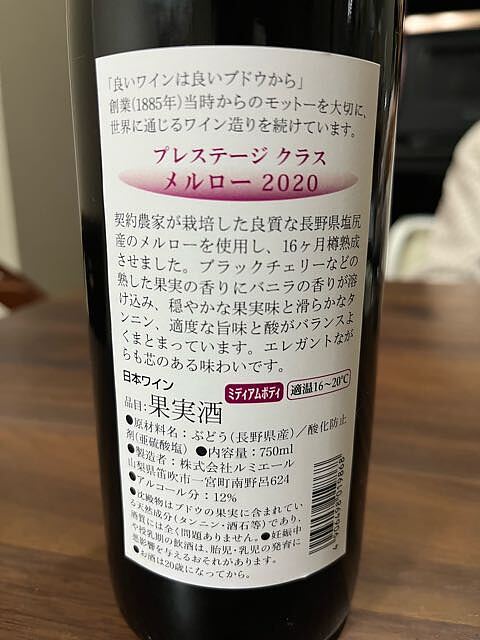 「良いワインは良いブドウから」
創業(1885年)当時からのモットーを大切に、
世界に通じるワイン造りを続けています。
プレステージ クラス
メルロー 2020
契約農家が栽培した良質な長野県塩尻
産のメルローを使用し、16ヶ月樽熟成
させました。ブラックチェリーなどの
熟した果実の香りにバニラの香りが溶
け込み、穏やかな果実味と滑らかなタ
ンニン、適度な旨味と酸がバランスよ
くまとまっています。エレガントなが
らも芯のある味わいです。
日本ワイン ミディアムボディ 適温16~20℃
品目:果実酒
●原材料名:ぶどう(長野県産)/酸化防止
剤(亜硫酸塩) ●内容量:750ml
●製造者:株式会社ルミエール
山梨県笛吹市一宮町南野呂624
●アルコール分:12%
●沈殿物はブドウの果実に含まれてい
る天然成分(タンニン・酒石等)であり、
酒質には全く問題ありません。●妊娠中
や授乳期の飲酒は、胎児・乳児の発育に
悪影響を与えるおそれがあります。
●お酒は20歳になってから。